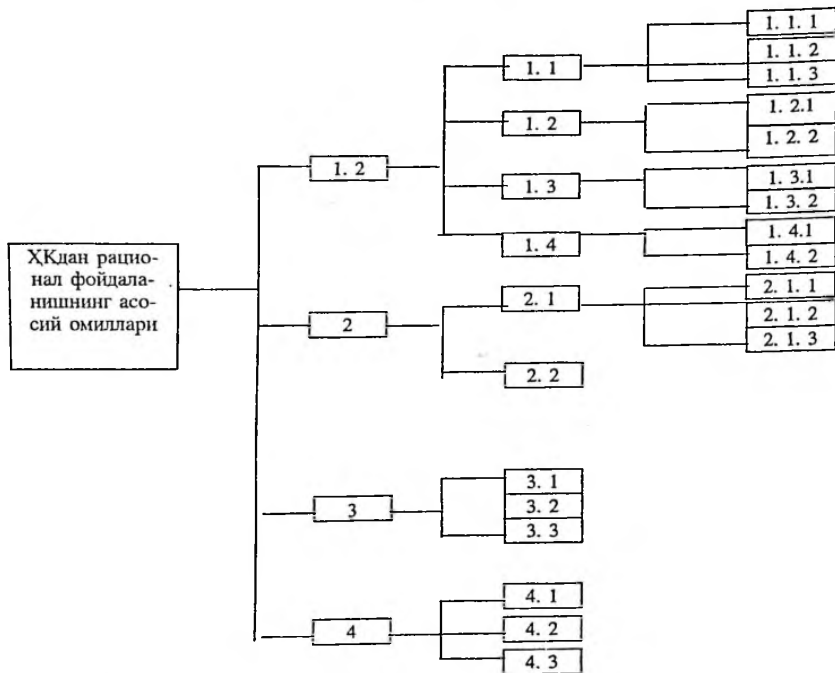 ҲКдан рацио-
нал фойдала-
нишнинг асо-
сий омиллари
1. 2
1. 1
1. 1. 1
1. 1. 2
1. 1. 3
1. 2
1. 2.1
1. 2. 2
1. 3
1. 3.1
1. 3. 2
1. 4
1. 4.1
1. 4. 2
2
2. 1
2. 1. 1
2. 1. 2
2. 1. 3
2. 2
3
3. 1
3. 2
3. 3
4
4. 1
4. 2
4. 3